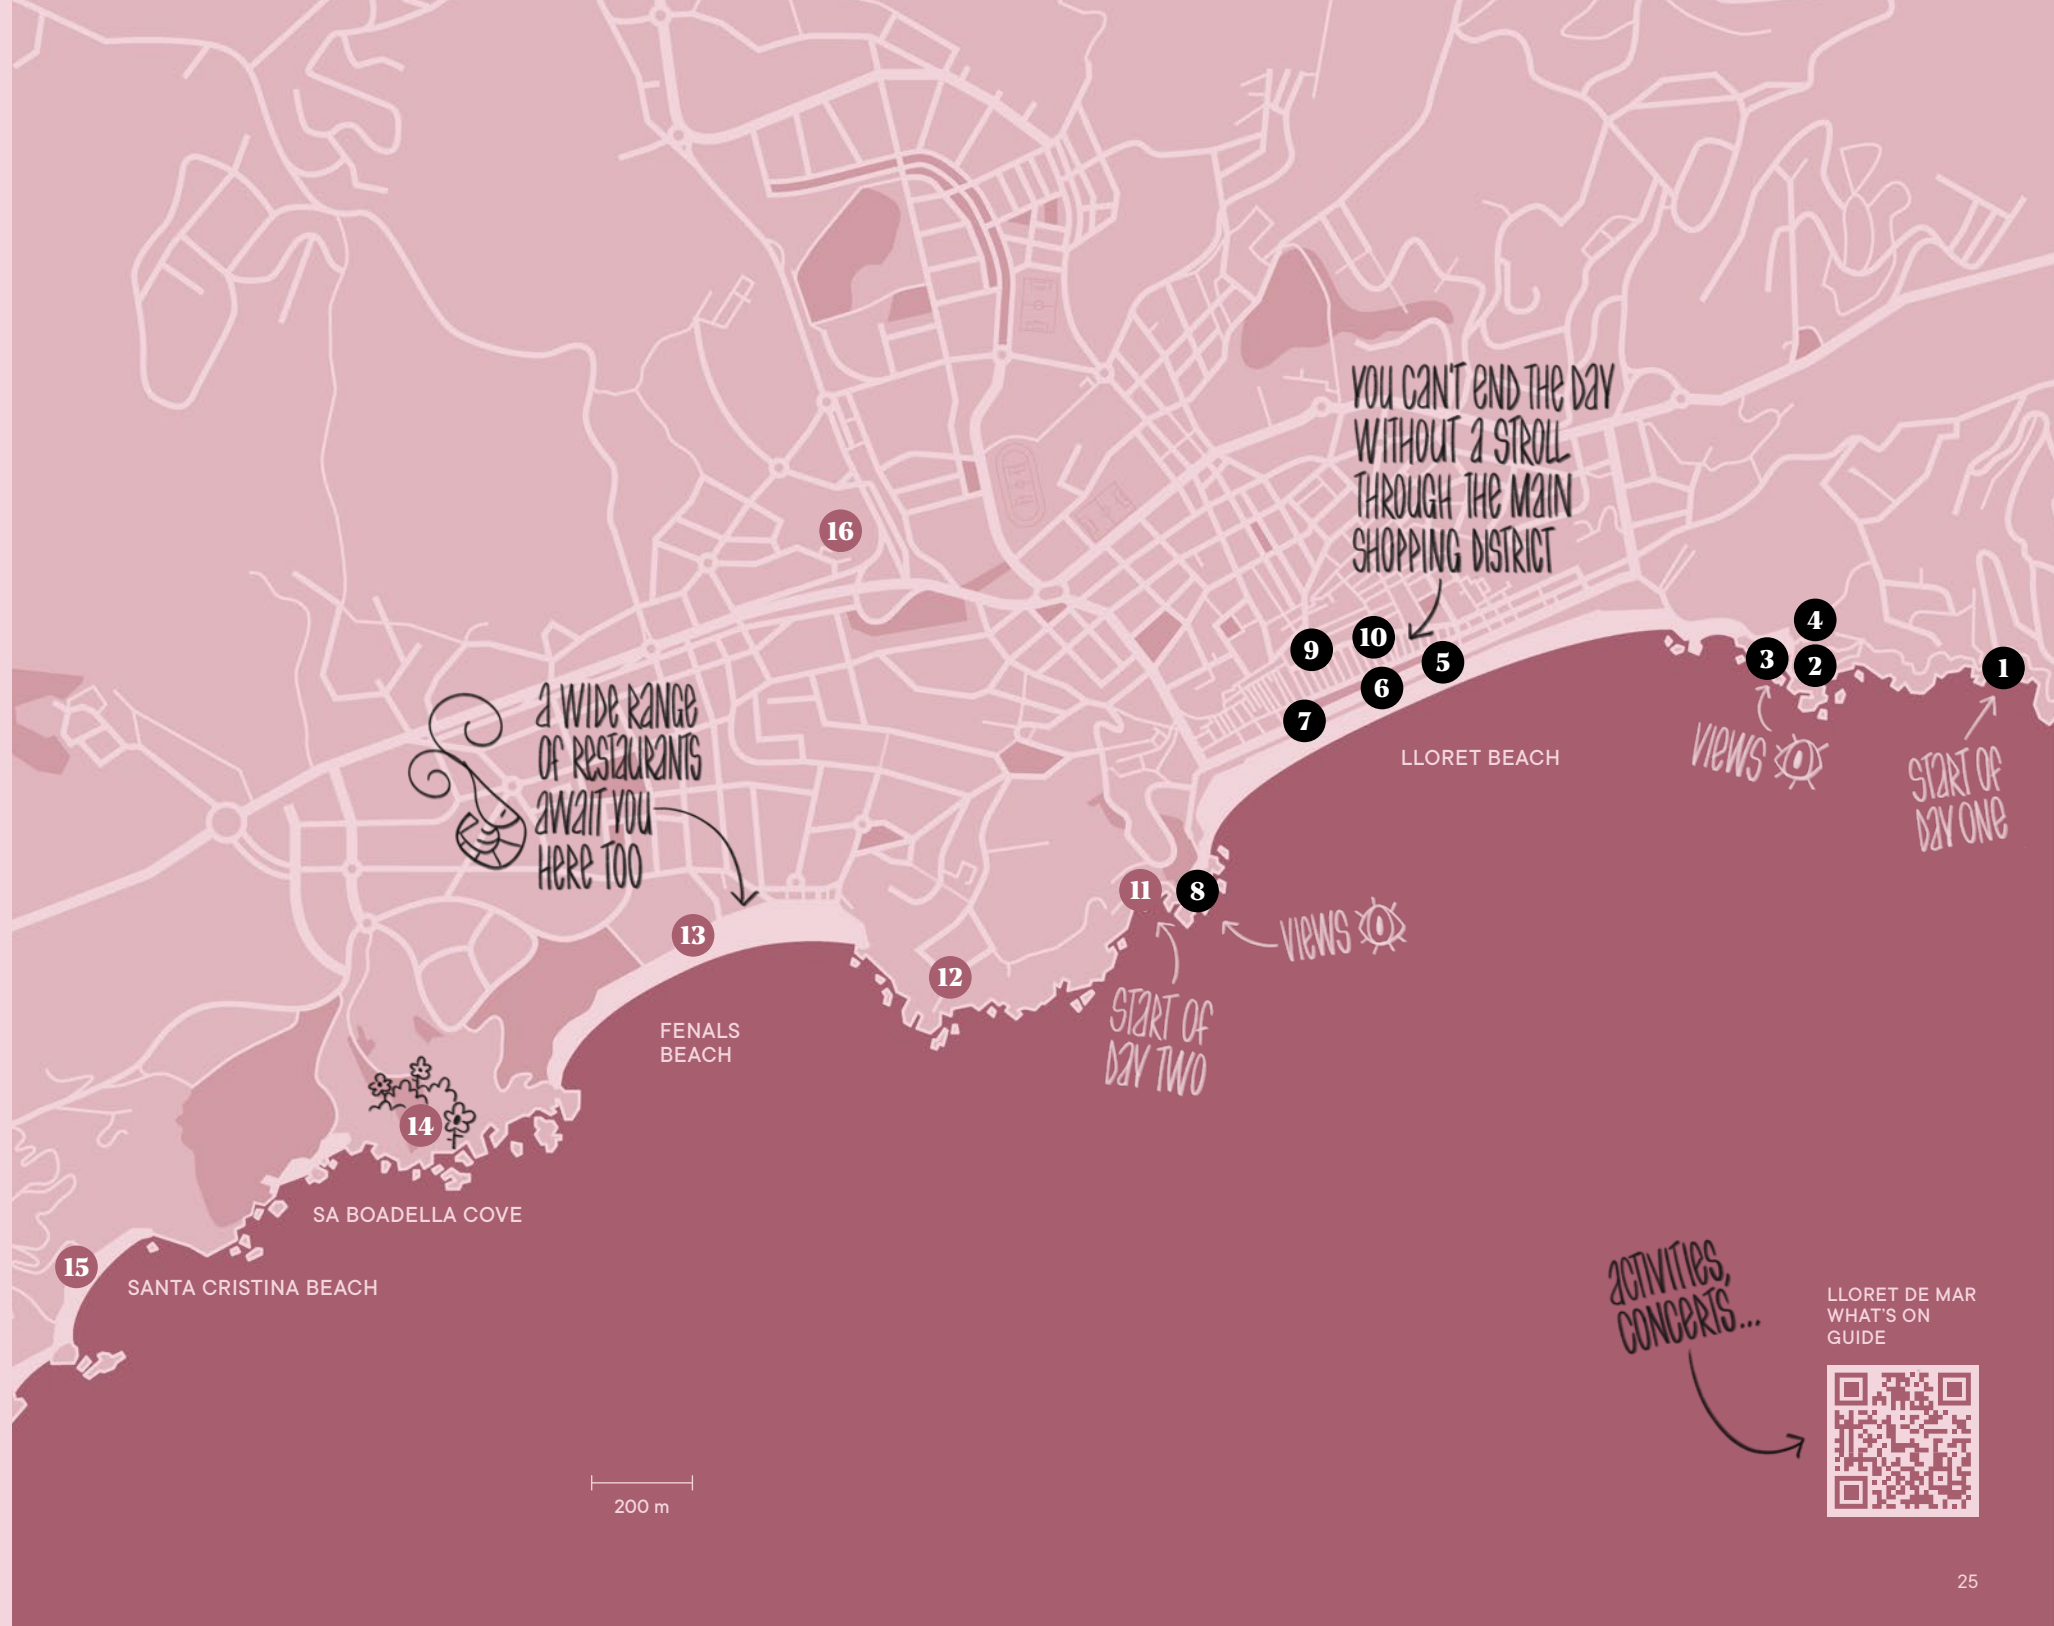 YOU CAN'T END THE DAY
WITHOUT A STROLL
THROUGH THE MAIN
SHOPPING DISTRICT
16
4
9
10
5
3
2
1
6
7
A WIDE RANGE
OF RESTAURANTS
AWAIT YOU
HERE TOO
LLORET BEACH
VIEWS
START OF
DAY ONE
11
8
13
VIEWS
12
START OF
DAY TWO
FENALS
BEACH
14
SA BOADELLA COVE
15
SANTA CRISTINA BEACH
ACTIVITIES,
CONCERTS...
LLORET DE MAR
WHAT'S ON
GUIDE
200 m
25